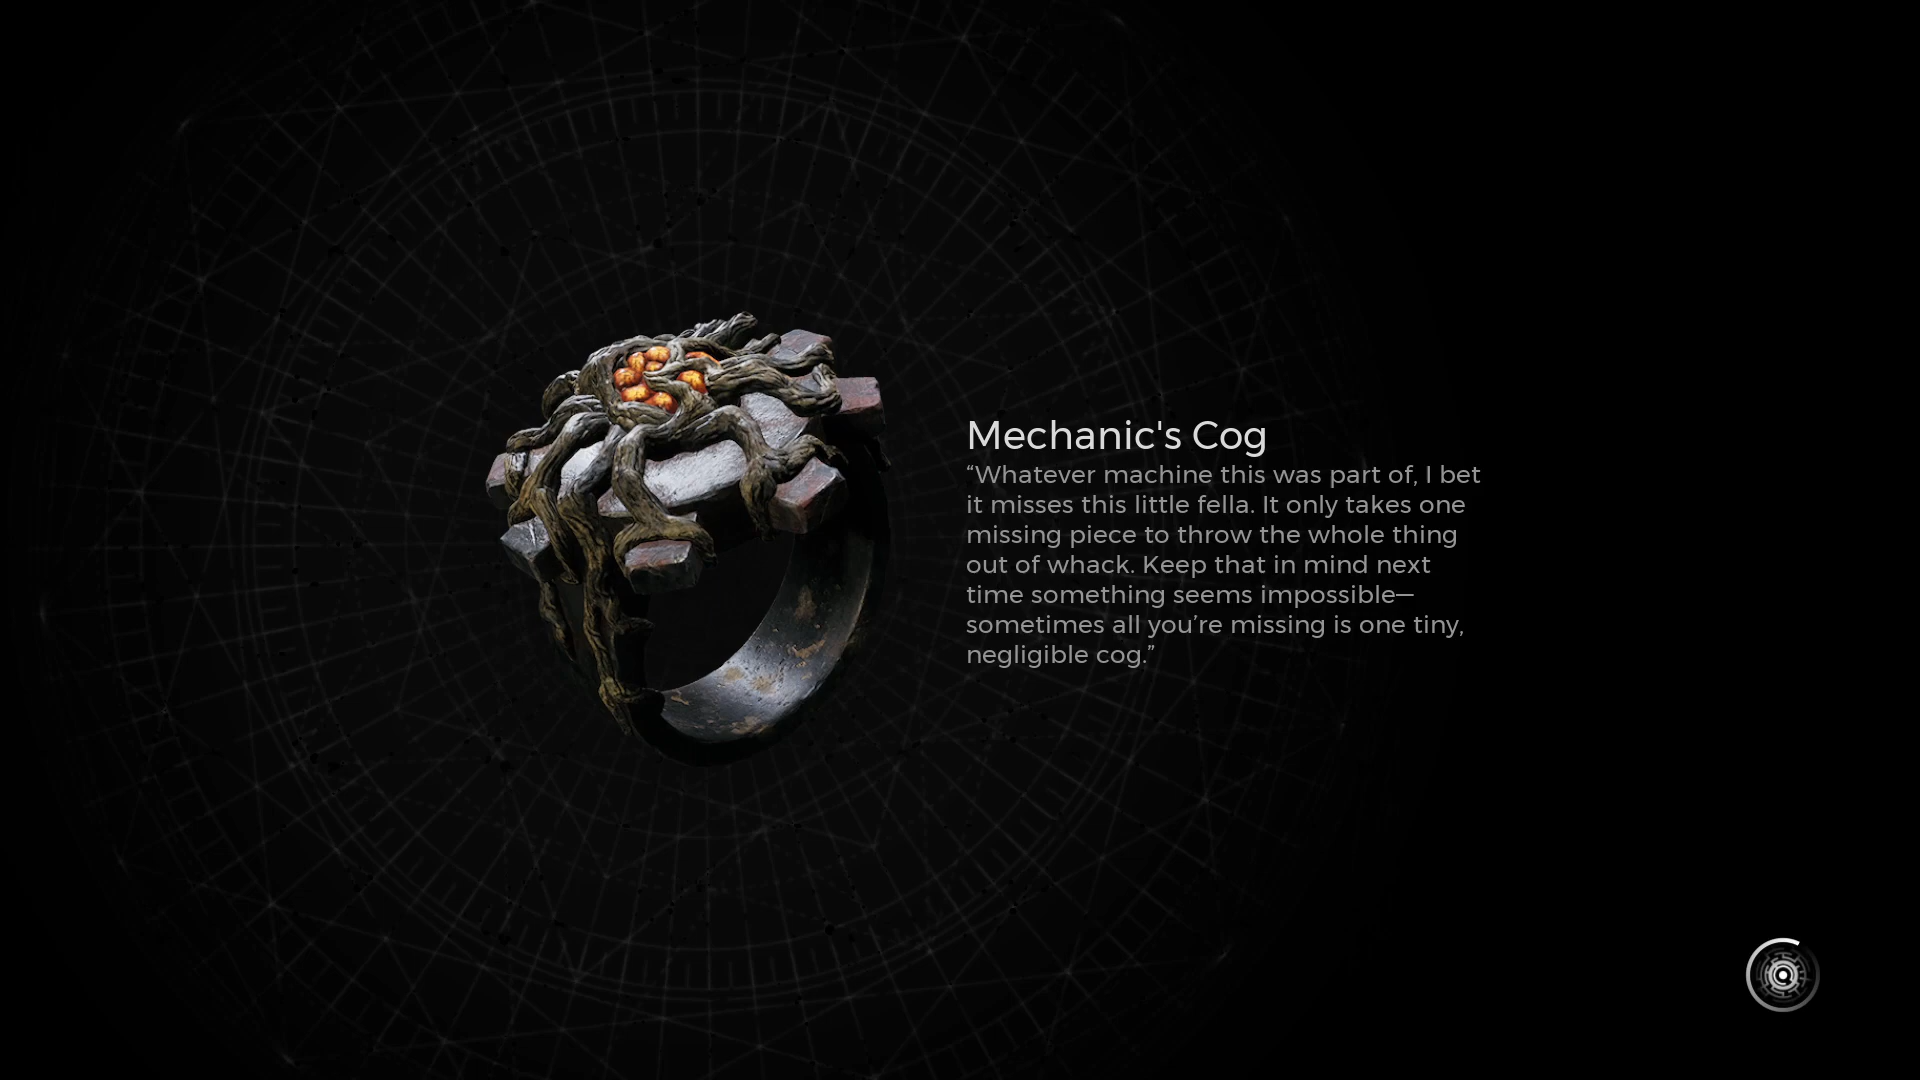 Mechanic's Cog
“Whatever machine this was part of, I bet
it misses this little fella. It only takes one
missing piece to throw the whole thing
out of whack. Keep that in mind next
time something seems impossible—
sometimes all you’re missing is one tiny,
negligible cog.”